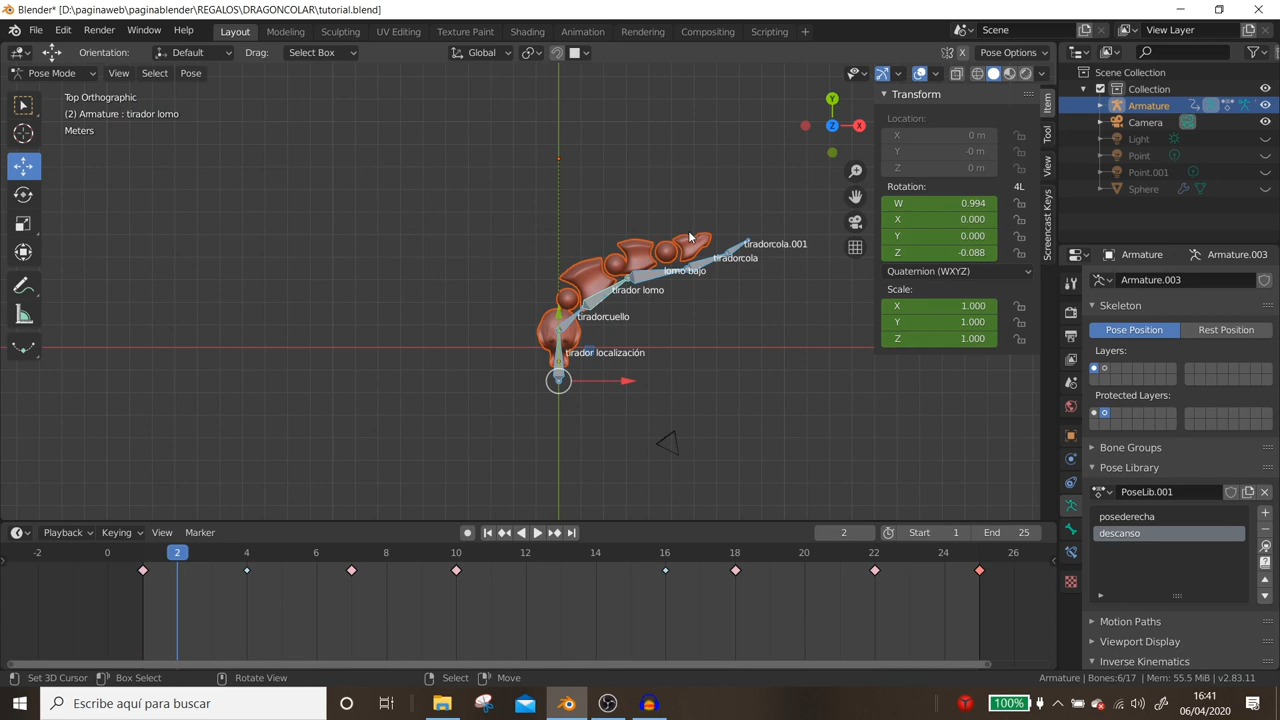 Blender* [D:\paginaweb\paginablender\REGALOS\DRAGONCOLAR\tutorial.blend]
File Edit Render Window Help Layout Modeling Sculpting UV Editing Texture Paint Shading Animation Rendering Compositing Scripting + Scene View Layer
Orientation: Default Drag: Select Box Global X Pose Options
Pose Mode View Select Pose
Scene Collection
Collection
Armature
Camera
Light
Point
Point.001
Sphere
Top Orthographic
(2) Armature : tirador lomo
Meters
Y
Z X
Transform
Location:
X 0 m
Y -0 m
Z 0 m
Rotation: 4L
W 0.994
X 0.000
Y 0.000
Z -0.088
Quaternion (WXYZ)
Scale:
X 1.000
Y 1.000
Z 1.000
Item
Tool
View
Screencast Keys
tiradorcola.001
tiradorcola
lomo bajo
tirador lomo
tiradorcuello
tirador localización
Armature Armature.003
Armature.003
Skeleton
Pose Position Rest Position
Layers:
Protected Layers:
Bone Groups
Pose Library
PoseLib.001
posederecha
descanso
Motion Paths
Viewport Display
Inverse Kinematics
Playback Keying View Marker 2 Start 1 End 25
-2 0 2 4 6 8 10 12 14 16 18 20 22 24 26
Set 3D Cursor Box Select Rotate View Select Move Armature | Bones:6/17 | Mem: 55.5 MiB | v2.83.11
Escribe aquí para buscar 100% 16:41
06/04/2020